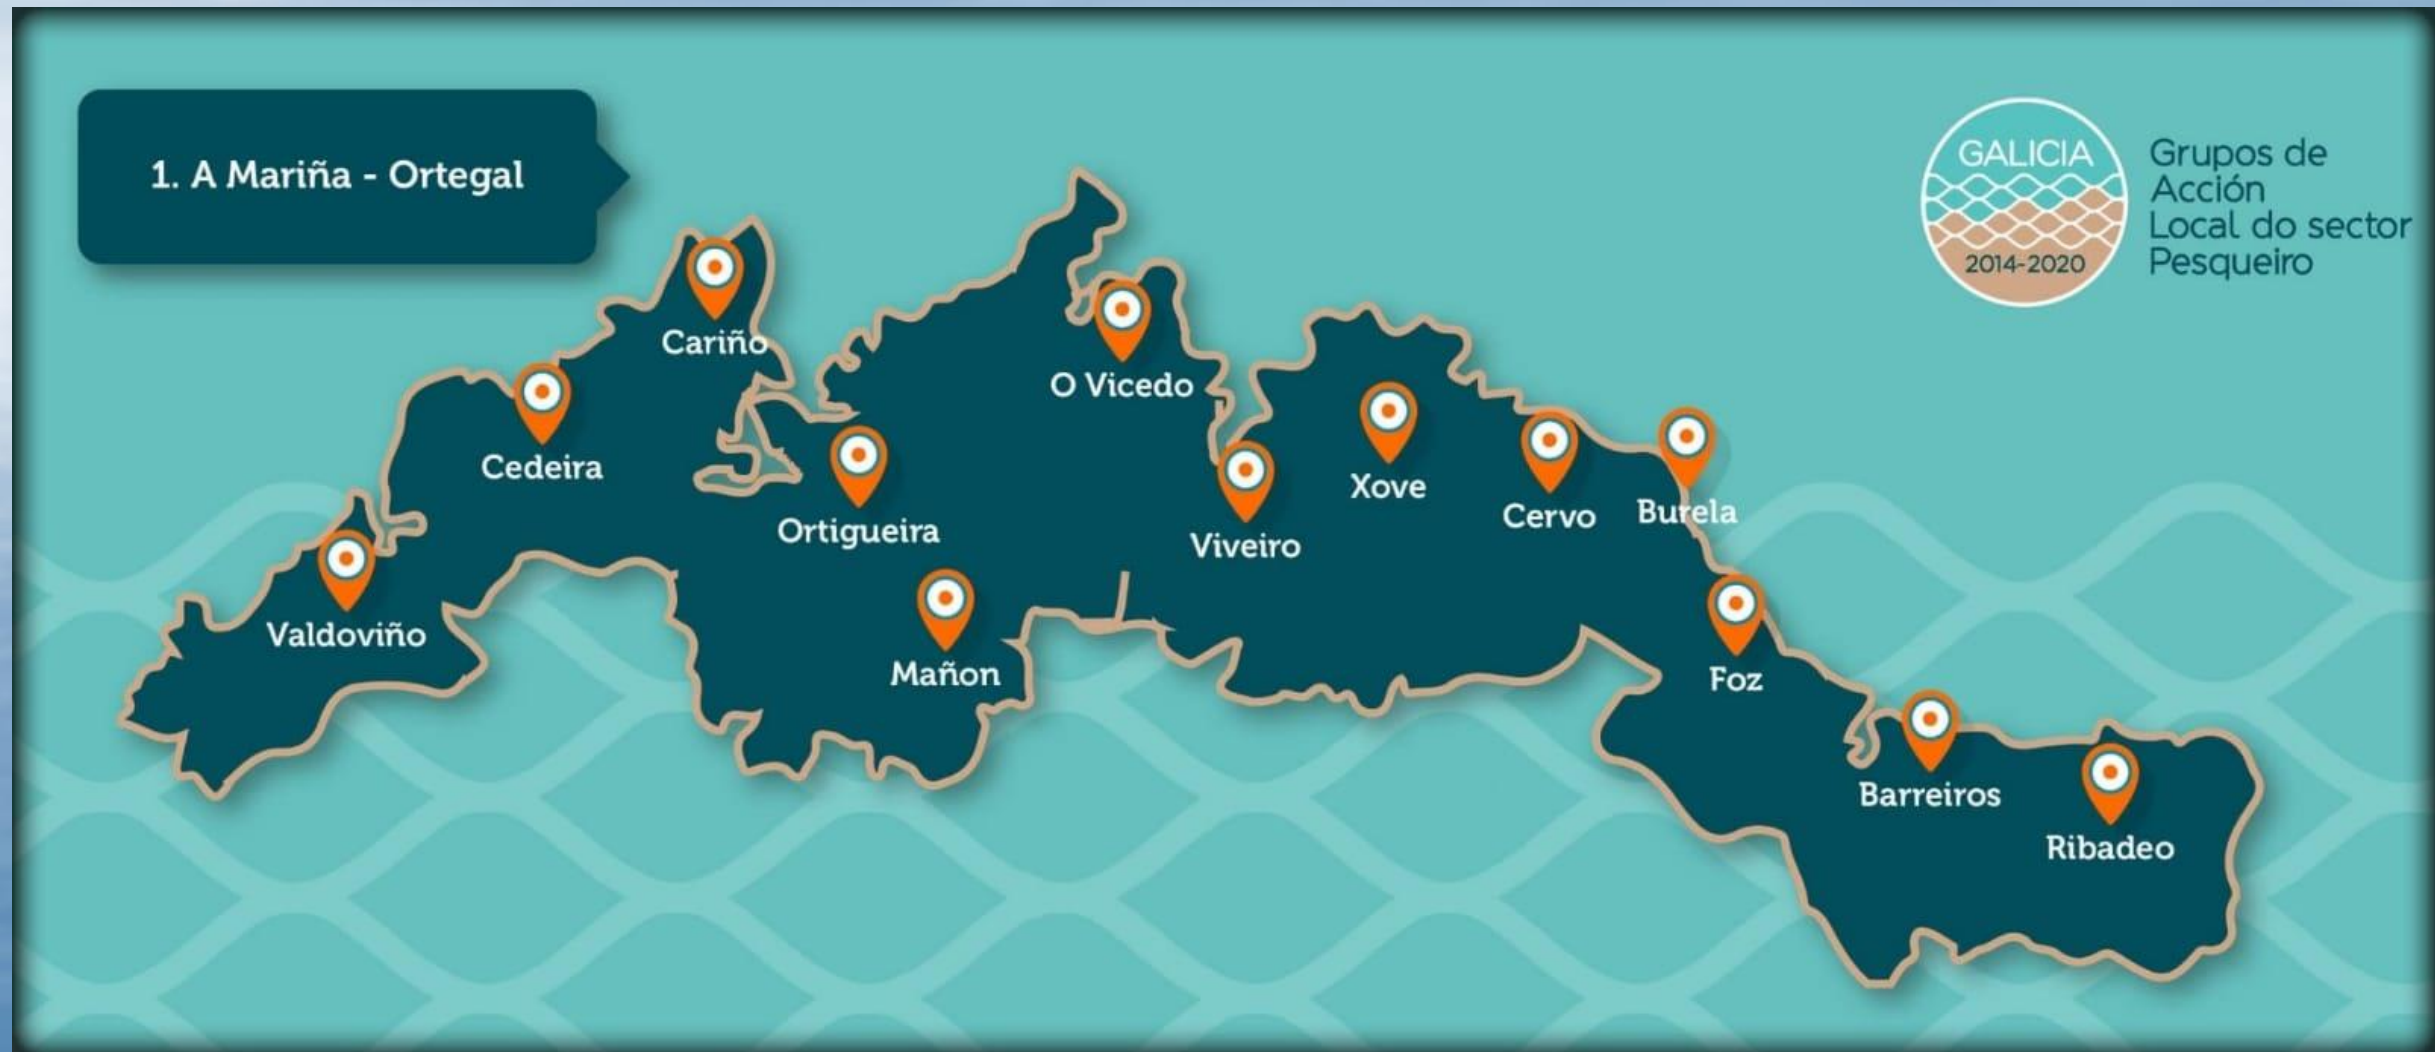 1. A Mariña - Ortegal
GALICIA
2014-2020
Grupos de
Acción
Local do sector
Pesqueiro
Cariño
O Vicedo
Cedeira
Xove
Cervo
Burela
Ortigueira
Viveiro
Valdoviño
Mañon
Foz
Barreiros
Ribadeo